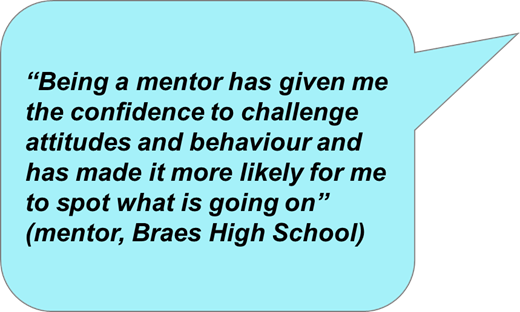 “Being a mentor has given me
the confidence to challenge
attitudes and behaviour and
has made it more likely for me
to spot what is going on”
(mentor, Braes High School)